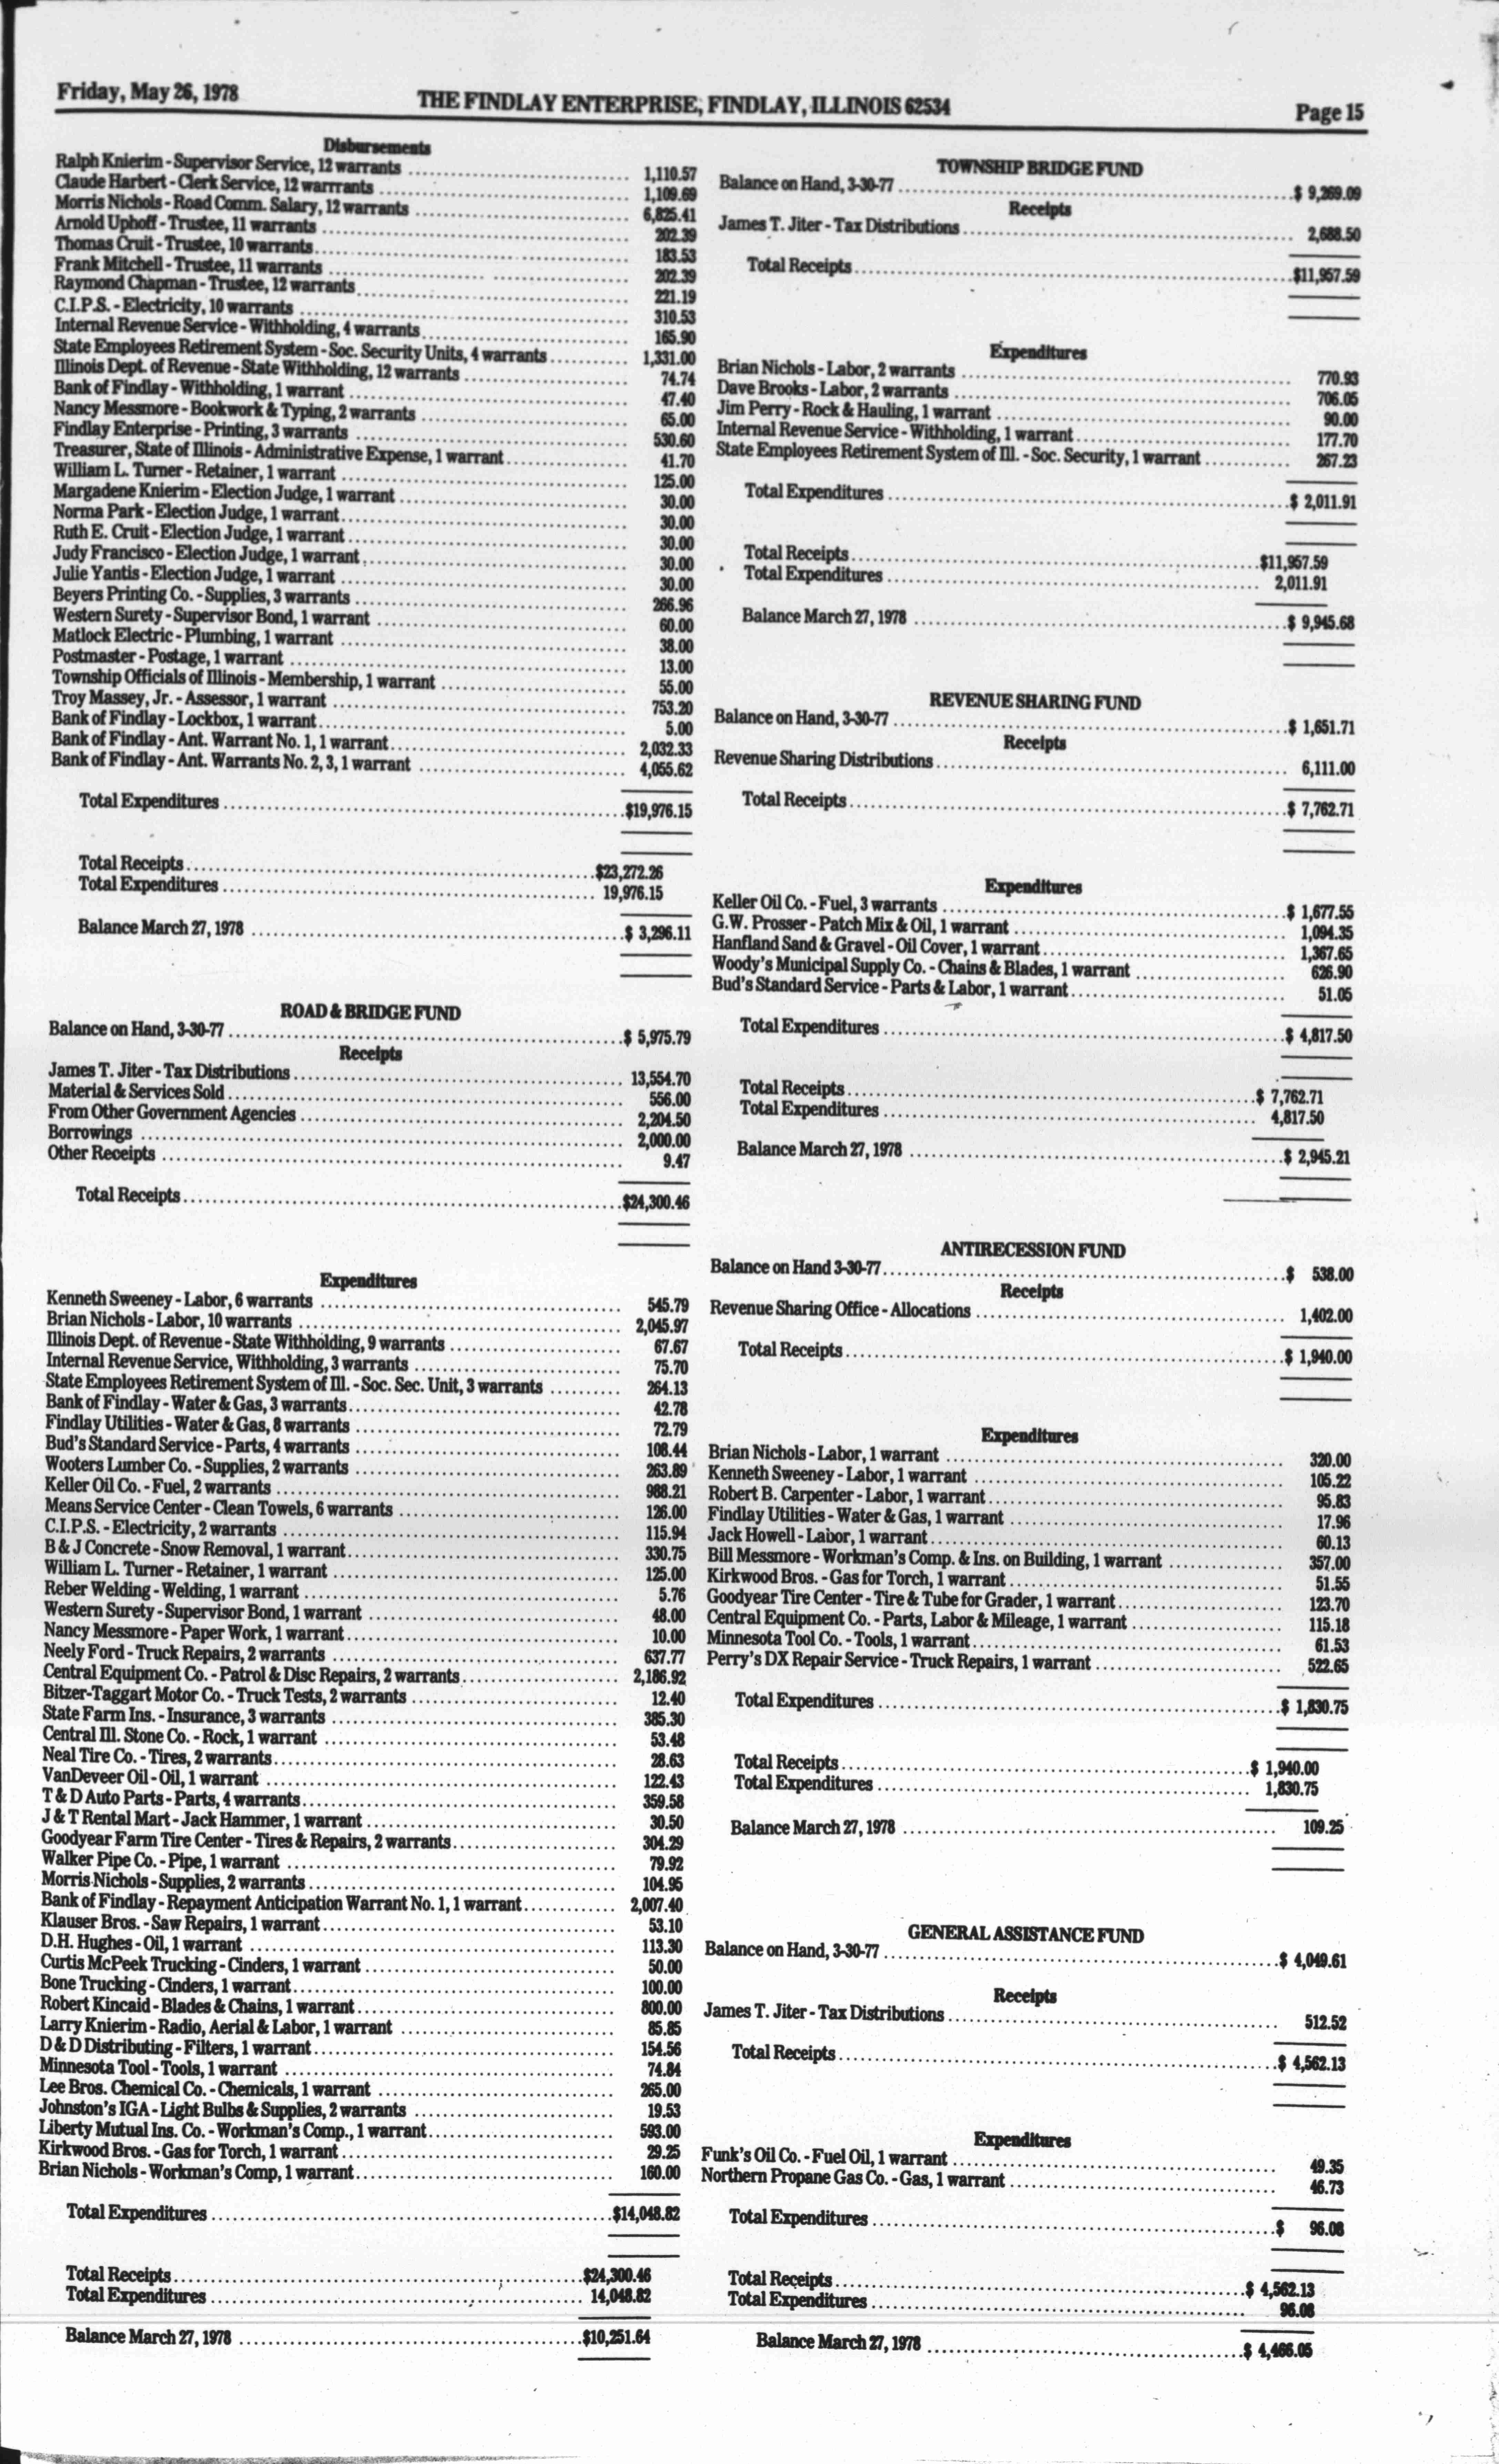 Friday, May 26, 1978
THE FINDLAY ENTERPRISE, FINDLAY, ILLINOIS 62534
Page 15
Disbursements
Ralph Knierim - Supervisor Service, 12 warrants 1,110.57
Claude Harbert - Clerk Service, 12 warrrants 1,109.69
Morris Nichols - Road Comm. Salary, 12 warrants 6,825.41
Arnold Uphoff - Trustee, 11 warrants 202.39
Thomas Cruit - Trustee, 10 warrants 183.53
Frank Mitchell - Trustee, 11 warrants 202.39
Raymond Chapman - Trustee, 12 warrants 221.19
C.I.P.S. - Electricity, 10 warrants 310.53
Internal Revenue Service - Withholding, 4 warrants 165.90
State Employees Retirement System - Soc. Security Units, 4 warrants 1,331.00
Illinois Dept. of Revenue - State Withholding, 12 warrants 74.74
Bank of Findlay - Withholding, 1 warrant 47.40
Nancy Messmore - Bookwork & Typing, 2 warrants 65.00
Findlay Enterprise - Printing, 3 warrants 530.60
Treasurer, State of Illinois - Administrative Expense, 1 warrant 41.70
William L. Turner - Retainer, 1 warrant 125.00
Margadene Knierim - Election Judge, 1 warrant 30.00
Norma Park - Election Judge, 1 warrant 30.00
Ruth E. Cruit - Election Judge, 1 warrant 30.00
Judy Francisco - Election Judge, 1 warrant 30.00
Julie Yantis - Election Judge, 1 warrant 30.00
Beyers Printing Co. - Supplies, 3 warrants 266.96
Western Surety - Supervisor Bond, 1 warrant 60.00
Matlock Electric - Plumbing, 1 warrant 38.00
Postmaster - Postage, 1 warrant 13.00
Township Officials of Illinois - Membership, 1 warrant 55.00
Troy Massey, Jr. - Assessor, 1 warrant 753.20
Bank of Findlay - Lockbox, 1 warrant 5.00
Bank of Findlay - Ant. Warrant No. 1, 1 warrant 2,032.33
Bank of Findlay - Ant. Warrants No. 2, 3, 1 warrant 4,055.62
Total Expenditures $19,976.15
Total Receipts $23,272.26
Total Expenditures 19,976.15
Balance March 27, 1978 $ 3,296.11
ROAD & BRIDGE FUND
Balance on Hand, 3-30-77 $ 5,975.79
Receipts
James T. Jiter - Tax Distributions 13,554.70
Material & Services Sold 556.00
From Other Government Agencies 2,204.50
Borrowings 2,000.00
Other Receipts 9.47
Total Receipts $24,300.46
Expenditures
Kenneth Sweeney - Labor, 6 warrants 545.79
Brian Nichols - Labor, 10 warrants 2,045.97
Illinois Dept. of Revenue - State Withholding, 9 warrants 67.67
Internal Revenue Service, Withholding, 3 warrants 75.70
State Employees Retirement System of Ill. - Soc. Sec. Unit, 3 warrants 264.13
Bank of Findlay - Water & Gas, 3 warrants 42.78
Findlay Utilities - Water & Gas, 8 warrants 72.79
Bud's Standard Service - Parts, 4 warrants 108.44
Wooters Lumber Co. - Supplies, 2 warrants 263.89
Keller Oil Co. - Fuel, 2 warrants 988.21
Means Service Center - Clean Towels, 6 warrants 126.00
C.I.P.S. - Electricity, 2 warrants 115.94
B & J Concrete - Snow Removal, 1 warrant 330.75
William L. Turner - Retainer, 1 warrant 125.00
Reber Welding - Welding, 1 warrant 5.76
Western Surety - Supervisor Bond, 1 warrant 48.00
Nancy Messmore - Paper Work, 1 warrant 10.00
Neely Ford - Truck Repairs, 2 warrants 637.77
Central Equipment Co. - Patrol & Disc Repairs, 2 warrants 2,186.92
Bitzer-Taggart Motor Co. - Truck Tests, 2 warrants 12.40
State Farm Ins. - Insurance, 3 warrants 385.30
Central Ill. Stone Co. - Rock, 1 warrant 53.48
Neal Tire Co. - Tires, 2 warrants 28.63
VanDeveer Oil - Oil, 1 warrant 122.43
T & D Auto Parts - Parts, 4 warrants 359.58
J & T Rental Mart - Jack Hammer, 1 warrant 30.50
Goodyear Farm Tire Center - Tires & Repairs, 2 warrants 304.29
Walker Pipe Co. - Pipe, 1 warrant 79.92
Morris Nichols - Supplies, 2 warrants 104.95
Bank of Findlay - Repayment Anticipation Warrant No. 1, 1 warrant 2,007.40
Klauser Bros. - Saw Repairs, 1 warrant 53.10
D.H. Hughes - Oil, 1 warrant 113.30
Curtis McPeek Trucking - Cinders, 1 warrant 50.00
Bone Trucking - Cinders, 1 warrant 100.00
Robert Kincaid - Blades & Chains, 1 warrant 800.00
Larry Knierim - Radio, Aerial & Labor, 1 warrant 85.85
D & D Distributing - Filters, 1 warrant 154.56
Minnesota Tool - Tools, 1 warrant 74.84
Lee Bros. Chemical Co. - Chemicals, 1 warrant 265.00
Johnston's IGA - Light Bulbs & Supplies, 2 warrants 19.53
Liberty Mutual Ins. Co. - Workman's Comp., 1 warrant 593.00
Kirkwood Bros. - Gas for Torch, 1 warrant 29.25
Brian Nichols - Workman's Comp, 1 warrant 160.00
Total Expenditures $14,048.82
Total Receipts $24,300.46
Total Expenditures 14,048.82
Balance March 27, 1978 $10,251.64
TOWNSHIP BRIDGE FUND
Balance on Hand, 3-30-77 $ 9,269.09
Receipts
James T. Jiter - Tax Distributions 2,688.50
Total Receipts $11,957.59
Expenditures
Brian Nichols - Labor, 2 warrants 770.93
Dave Brooks - Labor, 2 warrants 706.05
Jim Perry - Rock & Hauling, 1 warrant 90.00
Internal Revenue Service - Withholding, 1 warrant 177.70
State Employees Retirement System of Ill. - Soc. Security, 1 warrant 267.23
Total Expenditures $ 2,011.91
Total Receipts $11,957.59
Total Expenditures 2,011.91
Balance March 27, 1978 $ 9,945.68
REVENUE SHARING FUND
Balance on Hand, 3-30-77 $ 1,651.71
Receipts
Revenue Sharing Distributions 6,111.00
Total Receipts $ 7,762.71
Expenditures
Keller Oil Co. - Fuel, 3 warrants $ 1,677.55
G.W. Prosser - Patch Mix & Oil, 1 warrant 1,094.35
Hanfland Sand & Gravel - Oil Cover, 1 warrant 1,367.65
Woody's Municipal Supply Co. - Chains & Blades, 1 warrant 626.90
Bud's Standard Service - Parts & Labor, 1 warrant 51.05
Total Expenditures $ 4,817.50
Total Receipts $ 7,762.71
Total Expenditures 4,817.50
Balance March 27, 1978 $ 2,945.21
ANTIRECESSION FUND
Balance on Hand 3-30-77 $ 538.00
Receipts
Revenue Sharing Office - Allocations 1,402.00
Total Receipts $ 1,940.00
Expenditures
Brian Nichols - Labor, 1 warrant 320.00
Kenneth Sweeney - Labor, 1 warrant 105.22
Robert B. Carpenter - Labor, 1 warrant 95.83
Findlay Utilities - Water & Gas, 1 warrant 17.96
Jack Howell - Labor, 1 warrant 60.13
Bill Messmore - Workman's Comp. & Ins. on Building, 1 warrant 357.00
Kirkwood Bros. - Gas for Torch, 1 warrant 51.55
Goodyear Tire Center - Tire & Tube for Grader, 1 warrant 123.70
Central Equipment Co. - Parts, Labor & Mileage, 1 warrant 115.18
Minnesota Tool Co. - Tools, 1 warrant 61.53
Perry's DX Repair Service - Truck Repairs, 1 warrant 522.65
Total Expenditures $ 1,830.75
Total Receipts $ 1,940.00
Total Expenditures 1,830.75
Balance March 27, 1978 109.25
GENERAL ASSISTANCE FUND
Balance on Hand, 3-30-77 $ 4,049.61
Receipts
James T. Jiter - Tax Distributions 512.52
Total Receipts $ 4,562.13
Expenditures
Funk's Oil Co. - Fuel Oil, 1 warrant 49.35
Northern Propane Gas Co. - Gas, 1 warrant 46.73
Total Expenditures $ 96.08
Total Receipts $ 4,562.13
Total Expenditures 96.08
Balance March 27, 1978 $ 4,466.05